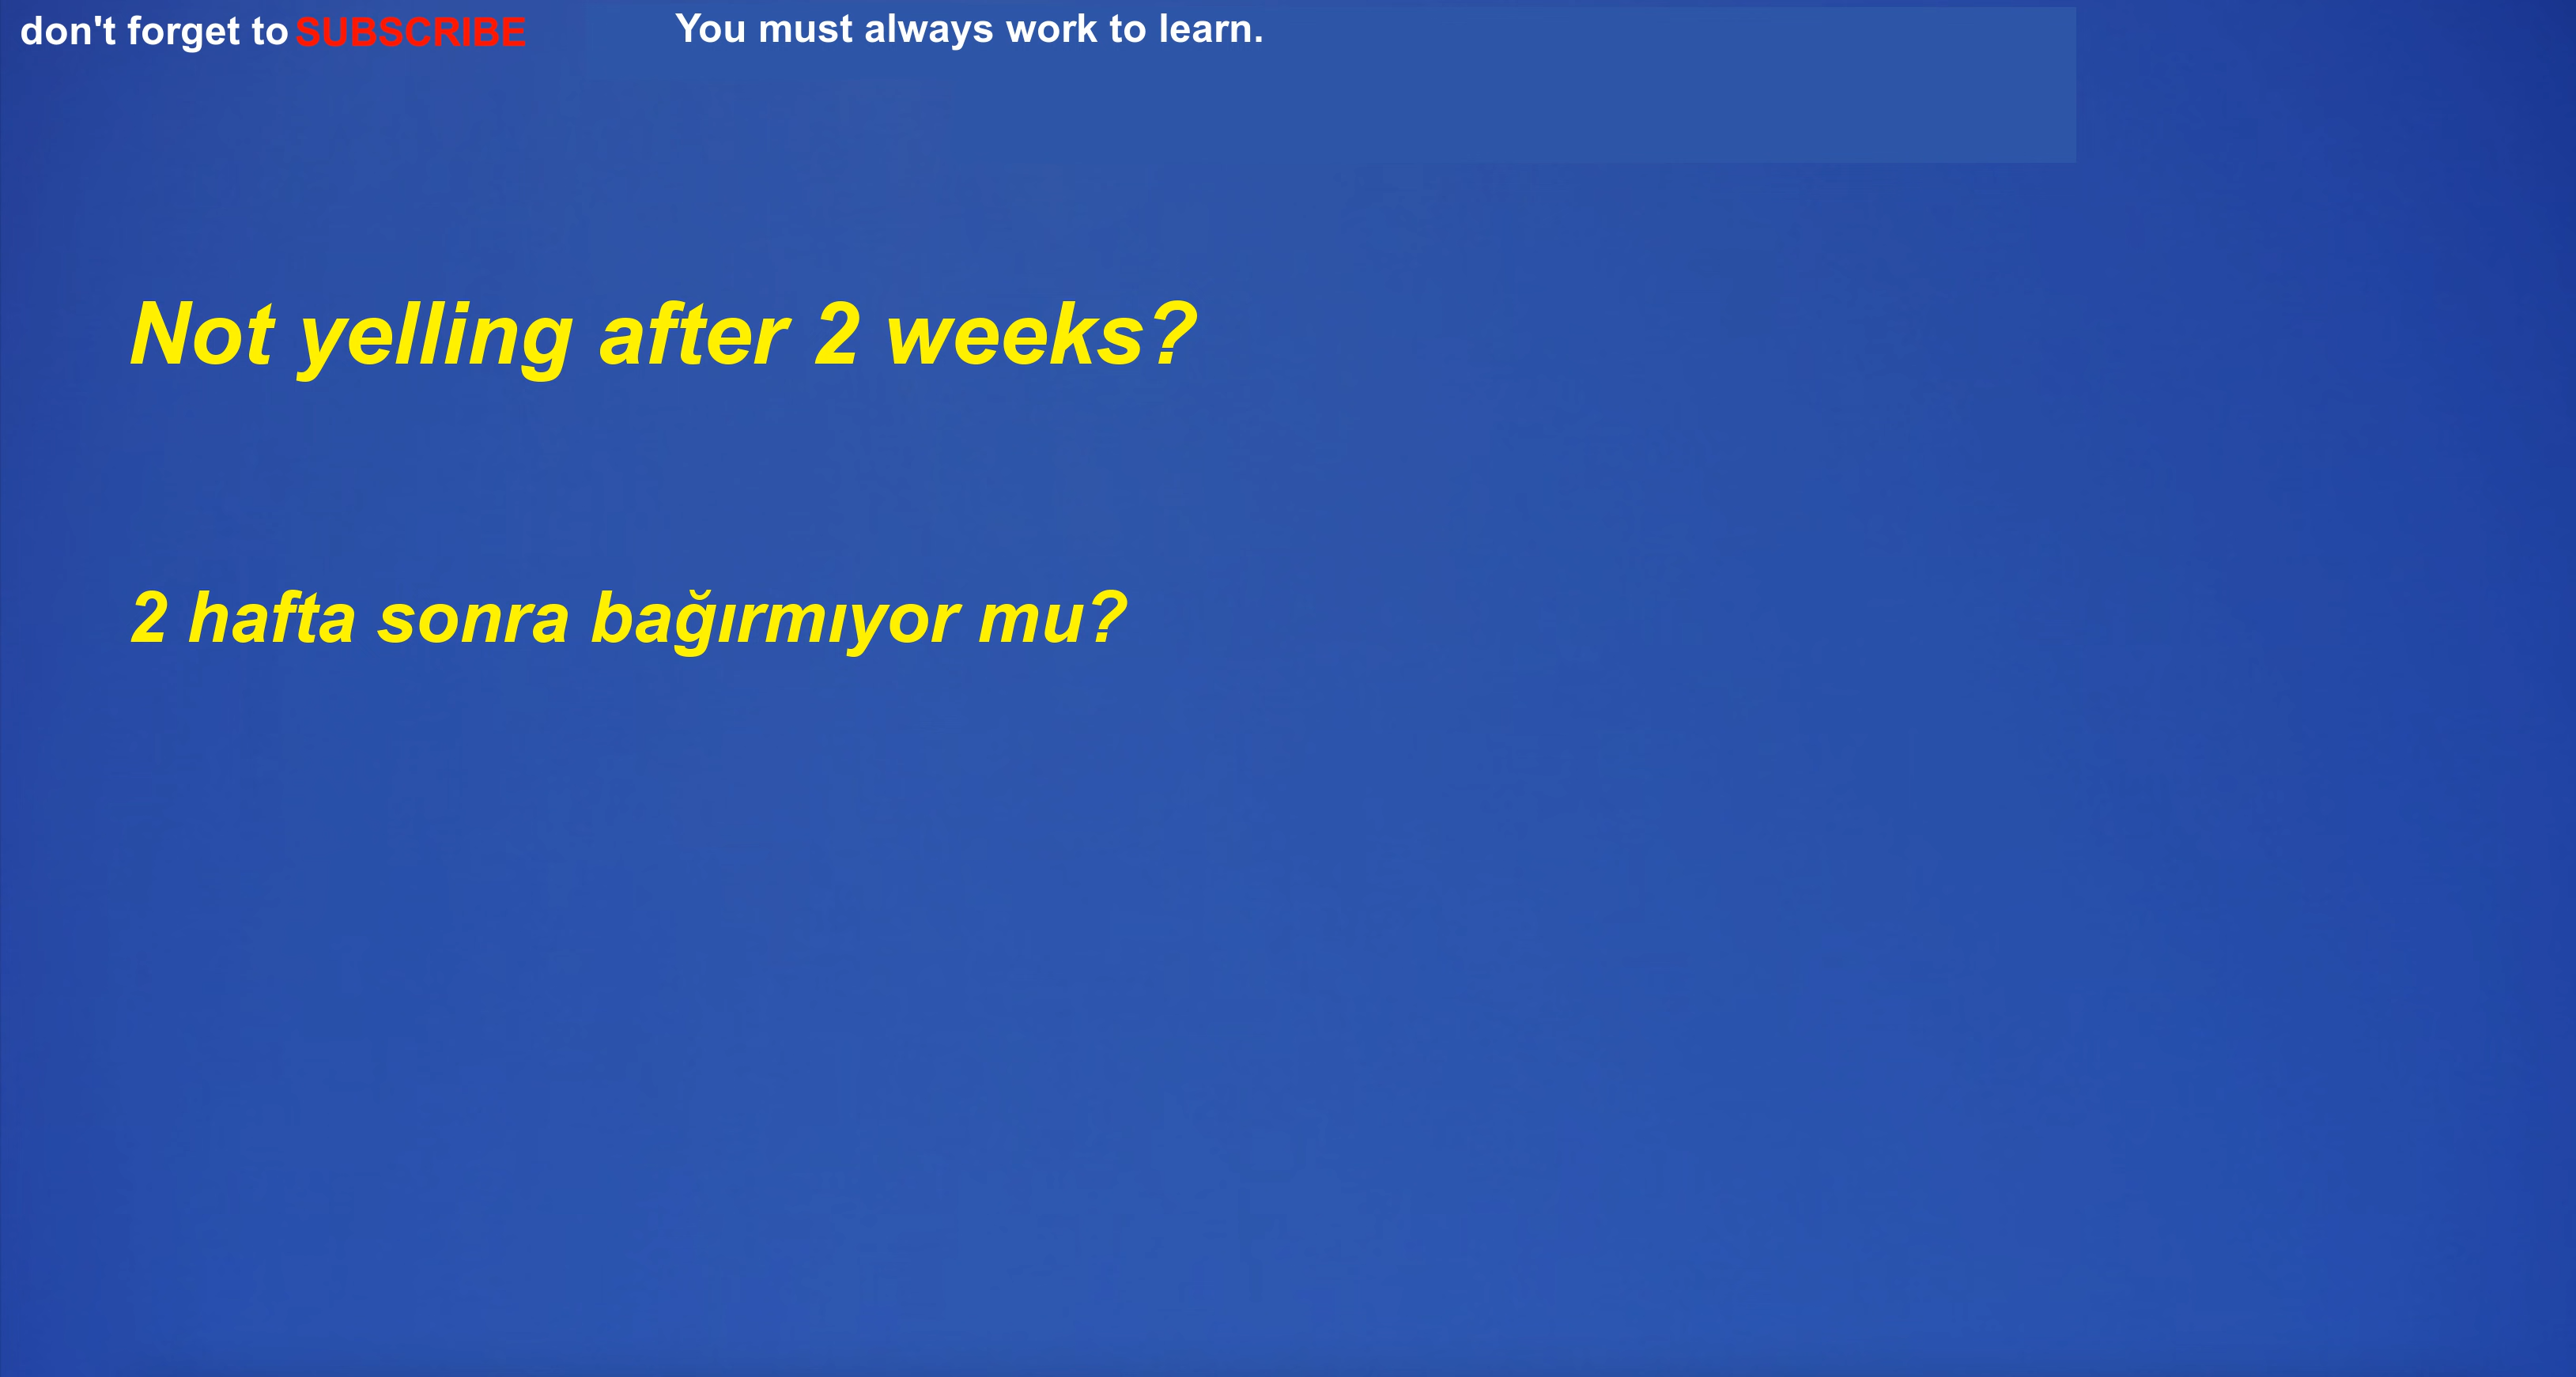 don't forget to SUBSCRIBE
You must always work to learn.
Not yelling after 2 weeks?
2 hafta sonra bağırmıyor mu?